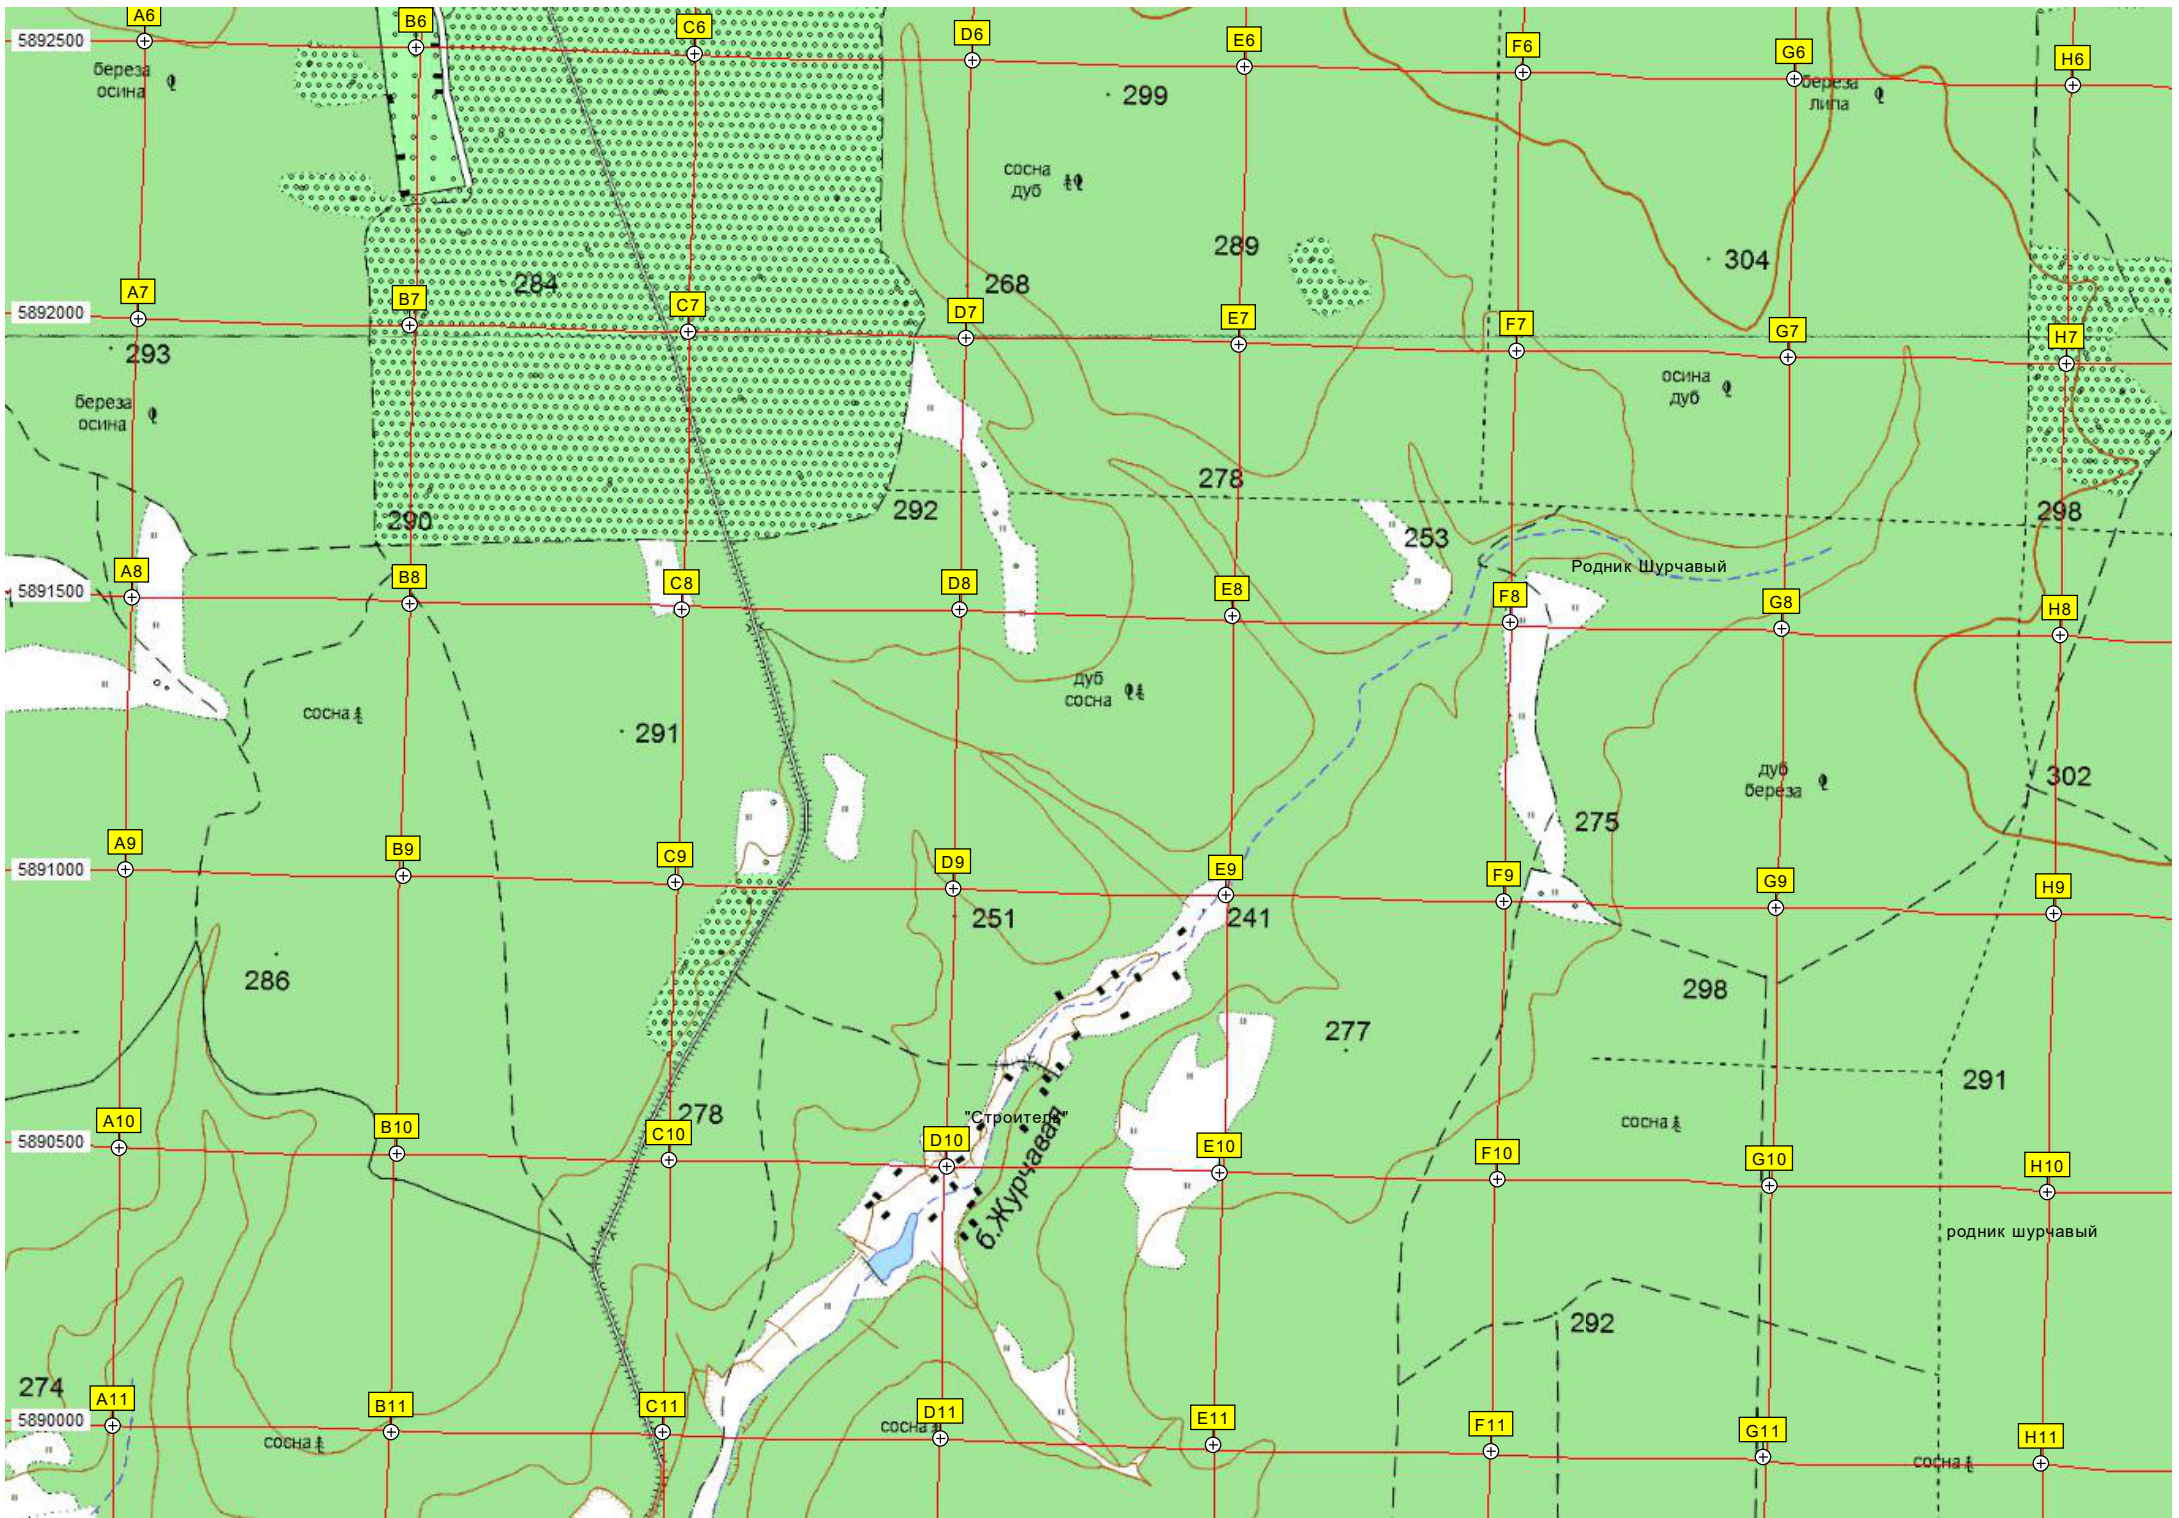 A6
B6
C6
D6
E6
F6
G6
H6
5892500
береза
осина
299
береза
липа
сосна
дуб
289
304
284
268
A7
B7
C7
D7
E7
F7
G7
H7
5892000
293
осина
дуб
береза
осина
278
290
292
298
253
Родник Шурчавый
A8
B8
C8
D8
E8
F8
G8
H8
5891500
дуб
сосна
сосна
291
дуб
береза
302
275
A9
B9
C9
D9
E9
F9
G9
H9
5891000
251
241
286
298
277
291
278
"Строитель"
сосна
A10
B10
C10
D10
E10
F10
G10
H10
5890500
б.Журчавая
родник шурчавый
292
274
A11
B11
C11
D11
E11
F11
G11
H11
5890000
сосна
сосна
сосна